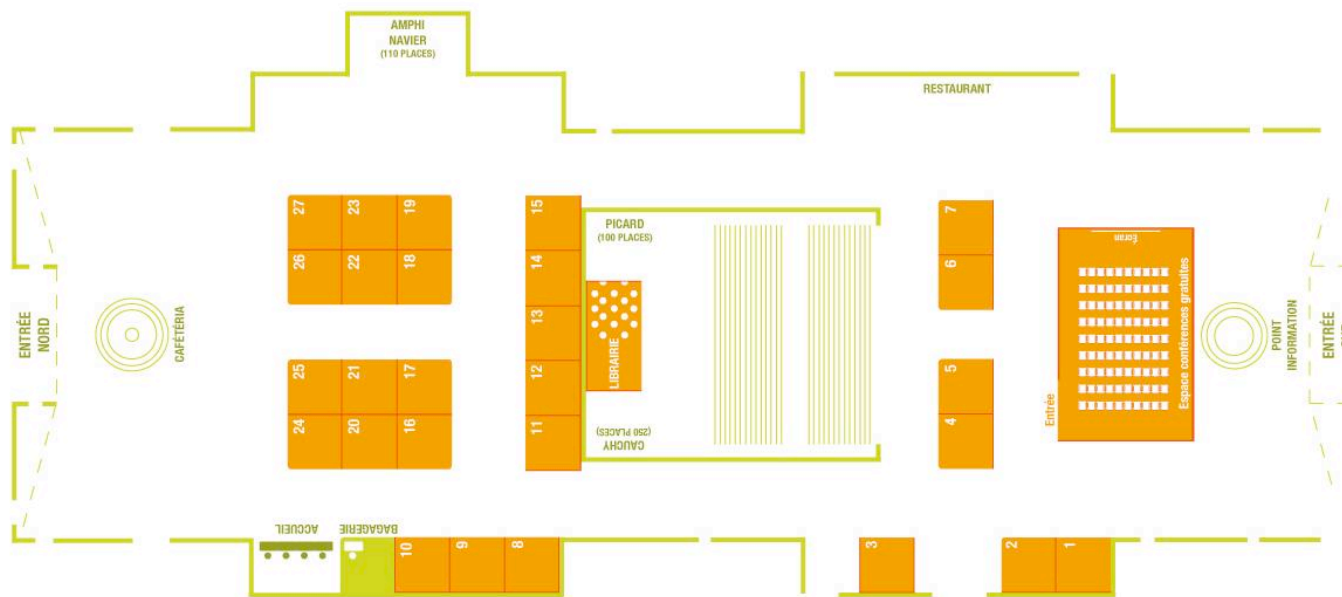 AMPHI
NAVIER
(110 PLACES)
RESTAURANT
27
23
19
26
22
18
25
21
17
24
20
16
15
14
13
12
11
PICARD
(100 PLACES)
LIBRAIRIE
CAUCHY
(250 PLACES)
7
6
5
4
Écran
Espace conférences gratuites
Entrée
POINT
INFORMATION
ENTRÉE
ENTRÉE
NORD
CAFÉTÉRIA
ACCUEIL
BAGAGERIE
10
9
8
3
2
1